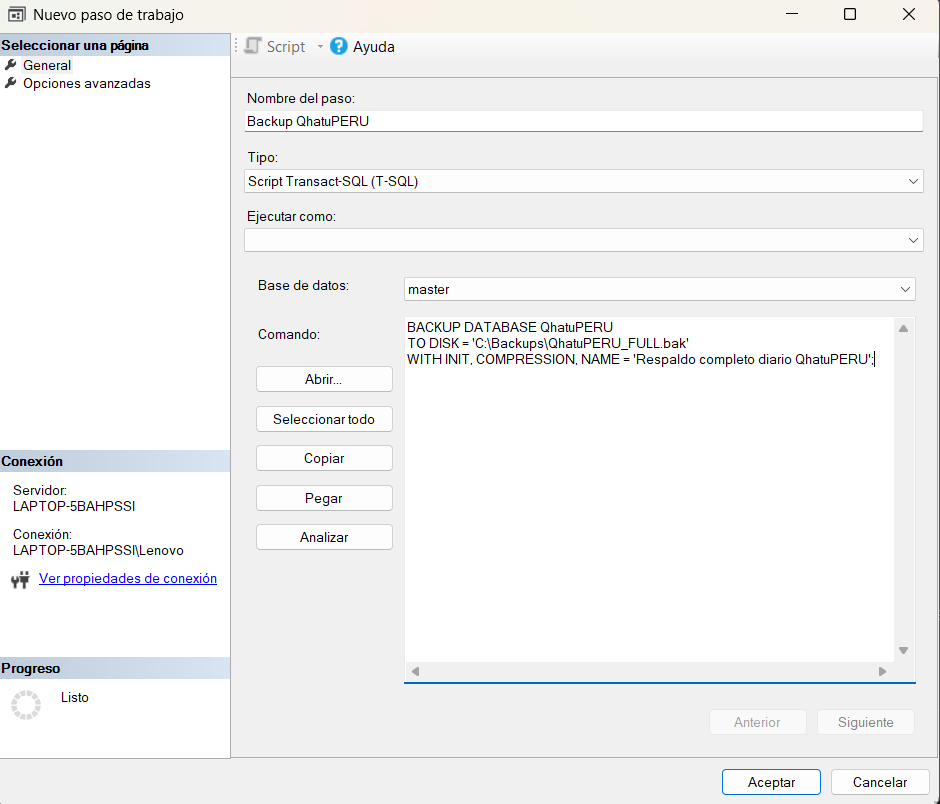 Nuevo paso de trabajo
Seleccionar una página
General
Opciones avanzadas
Script
Ayuda
Nombre del paso:
Backup QhatuPERU
Tipo:
Script Transact-SQL (T-SQL)
Ejecutar como:
Base de datos:
master
Comando:
BACKUP DATABASE QhatuPERU
TO DISK = 'C:\Backups\QhatuPERU_FULL.bak'
WITH INIT, COMPRESSION, NAME = 'Respaldo completo diario QhatuPERU';
Abrir...
Seleccionar todo
Copiar
Pegar
Analizar
Conexión
Servidor:
LAPTOP-5BAHPSSI
Conexión:
LAPTOP-5BAHPSSI\Lenovo
Ver propiedades de conexión
Progreso
Listo
Anterior
Siguiente
Aceptar
Cancelar